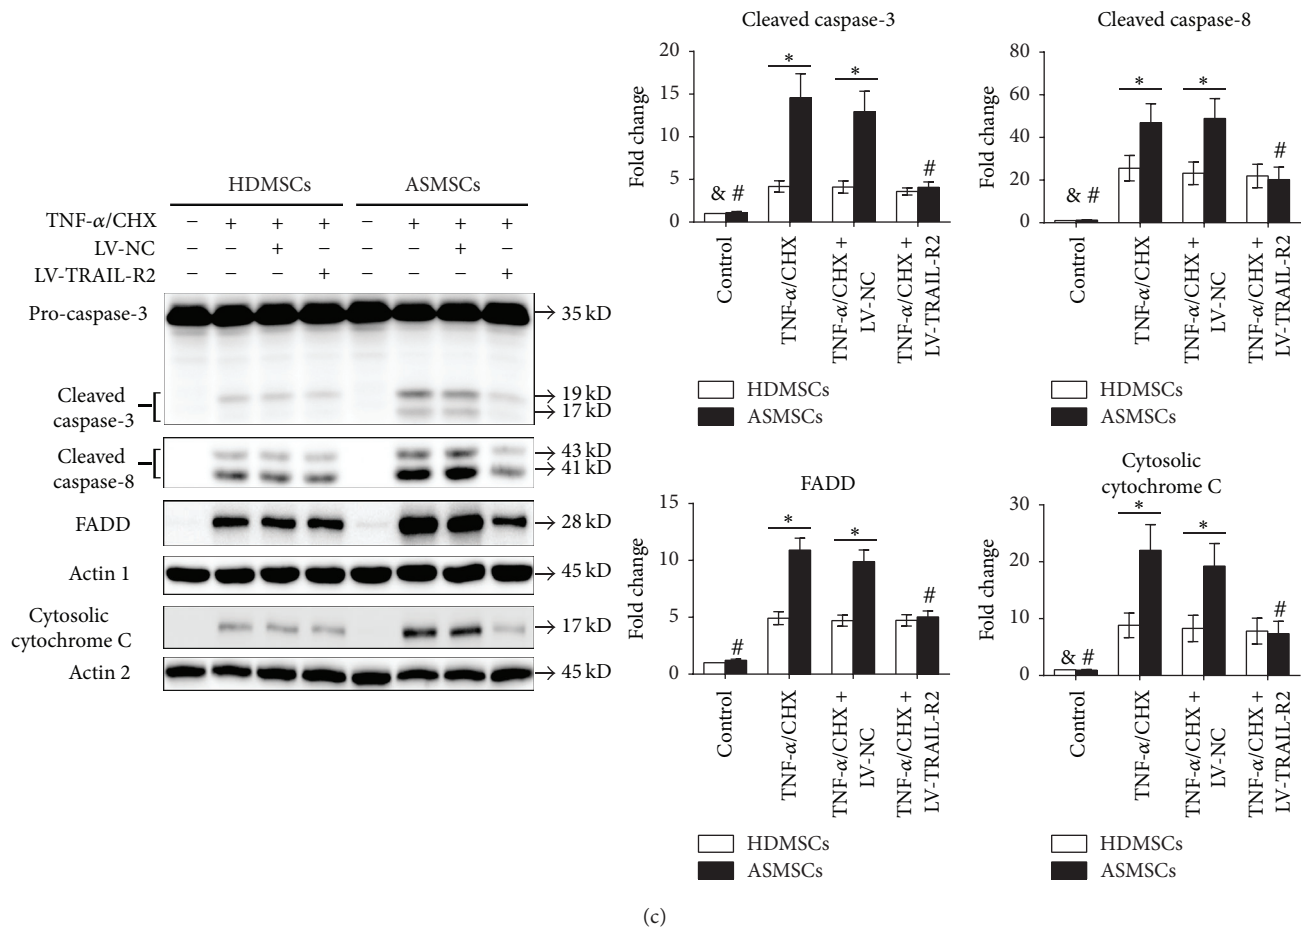 HDMSCs ASMSCs
TNF-α/CHX − + + + − + + +
LV-NC − − + − − − + −
LV-TRAIL-R2 − − − + − − − +
Pro-caspase-3 → 35 kD
Cleaved
caspase-3
→ 19 kD
→ 17 kD
Cleaved
caspase-8
→ 43 kD
→ 41 kD
FADD → 28 kD
Actin 1 → 45 kD
Cytosolic
cytochrome C
→ 17 kD
Actin 2 → 45 kD
Cleaved caspase-3
Fold change
20
15
10
5
0
& #
*
*
#
Control
TNF-α/CHX
TNF-α/CHX +
LV-NC
TNF-α/CHX +
LV-TRAIL-R2
HDMSCs
ASMSCs
Cleaved caspase-8
Fold change
80
60
40
20
0
& #
*
*
#
Control
TNF-α/CHX
TNF-α/CHX +
LV-NC
TNF-α/CHX +
LV-TRAIL-R2
HDMSCs
ASMSCs
FADD
Fold change
15
10
5
0
#
*
*
#
Control
TNF-α/CHX
TNF-α/CHX +
LV-NC
TNF-α/CHX +
LV-TRAIL-R2
HDMSCs
ASMSCs
Cytosolic
cytochrome C
Fold change
30
20
10
0
& #
*
*
#
Control
TNF-α/CHX
TNF-α/CHX +
LV-NC
TNF-α/CHX +
LV-TRAIL-R2
HDMSCs
ASMSCs
(c)